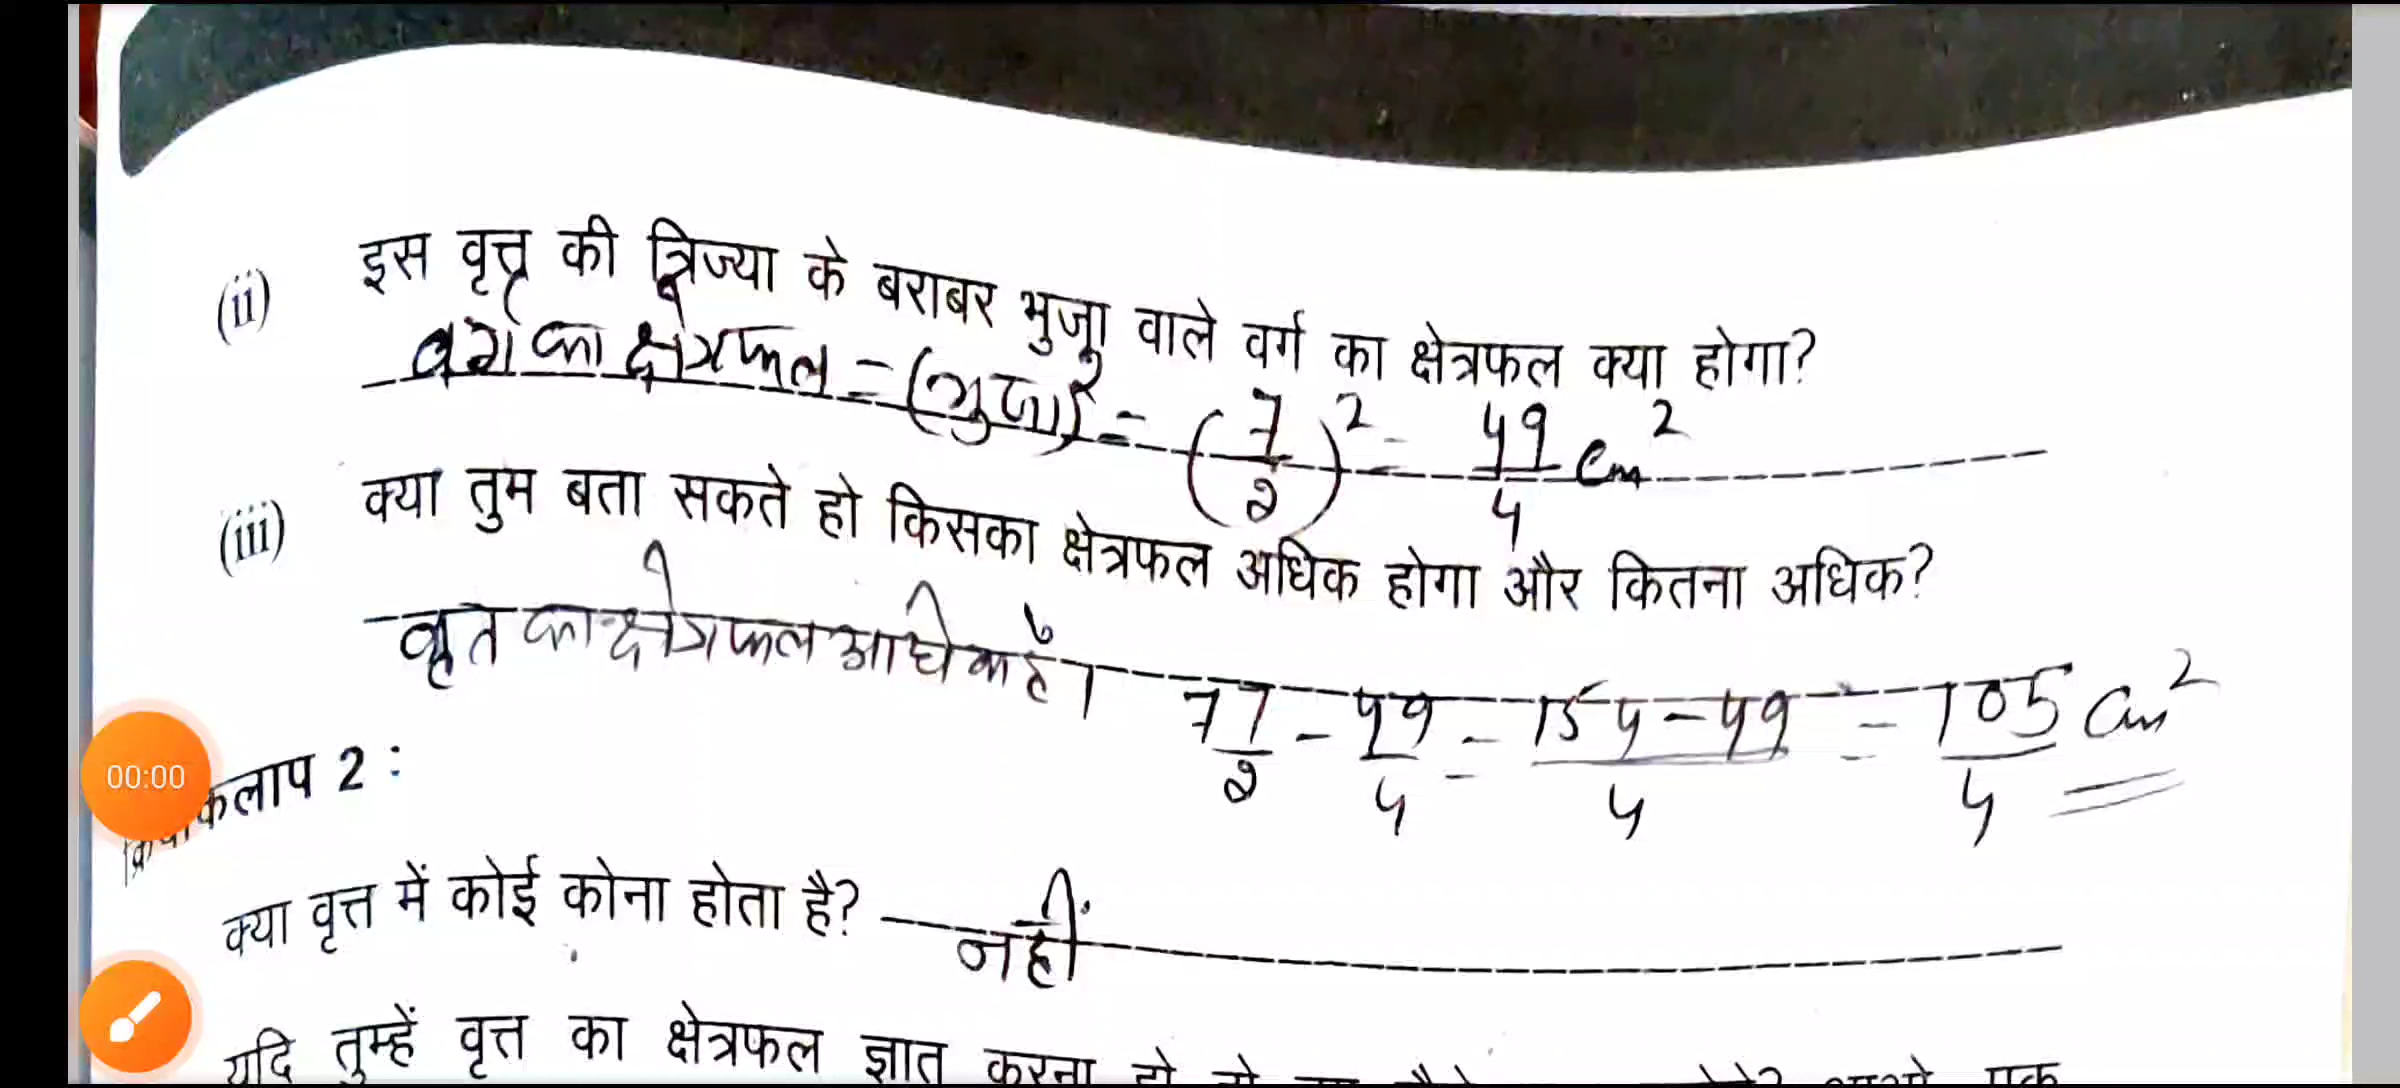 (ii) इस वृत्त की त्रिज्या के बराबर भुजा वाले वर्ग का क्षेत्रफल क्या होगा?
वर्ग का क्षेत्रफल = (भुजा)² = (7/2)² = 49/4 cm²
(iii) क्या तुम बता सकते हो किसका क्षेत्रफल अधिक होगा और कितना अधिक?
वृत का क्षेत्रफल अधिक है। 77/2 - 49/4 = 154-49/4 = 105/4 cm²
00:00
क्रियाकलाप 2 :
क्या वृत्त में कोई कोना होता है? नहीं
यदि तुम्हें वृत्त का क्षेत्रफल ज्ञात करना हो तो